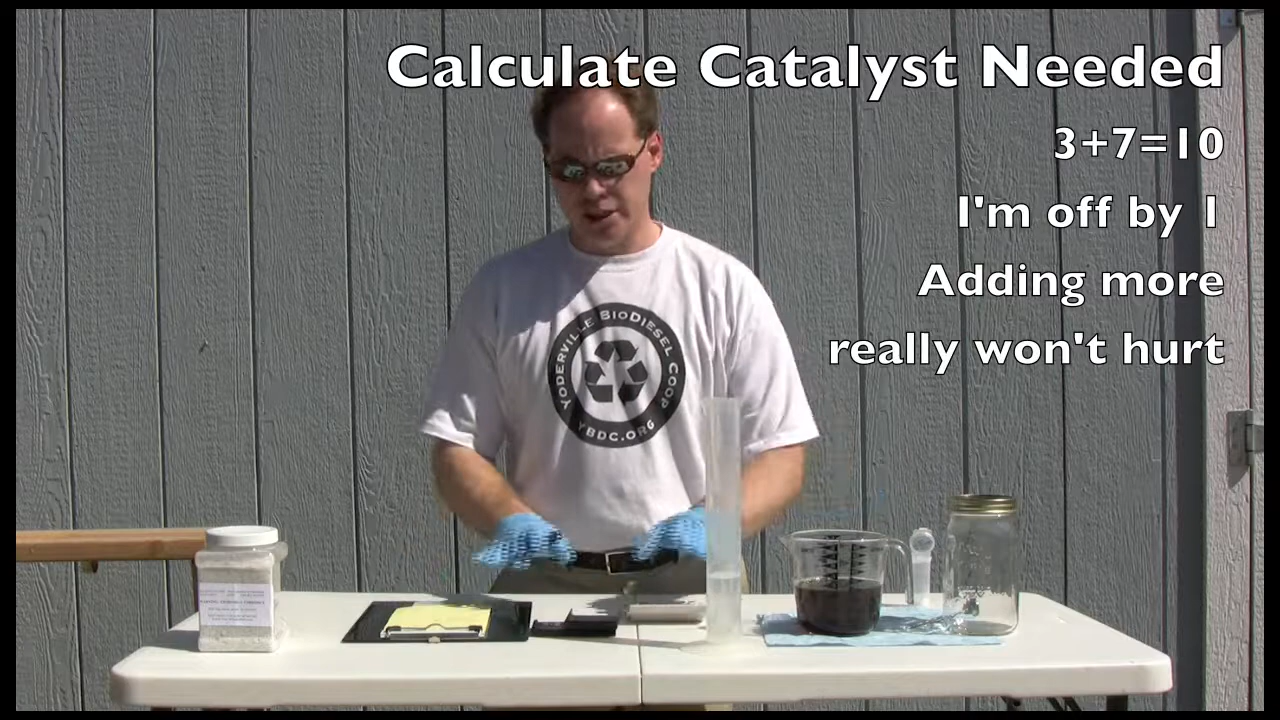 Calculate Catalyst Needed
3+7=10
I'm off by 1
Adding more
really won't hurt
YODERVILLE BIODIESEL COOP
YBDC.ORG